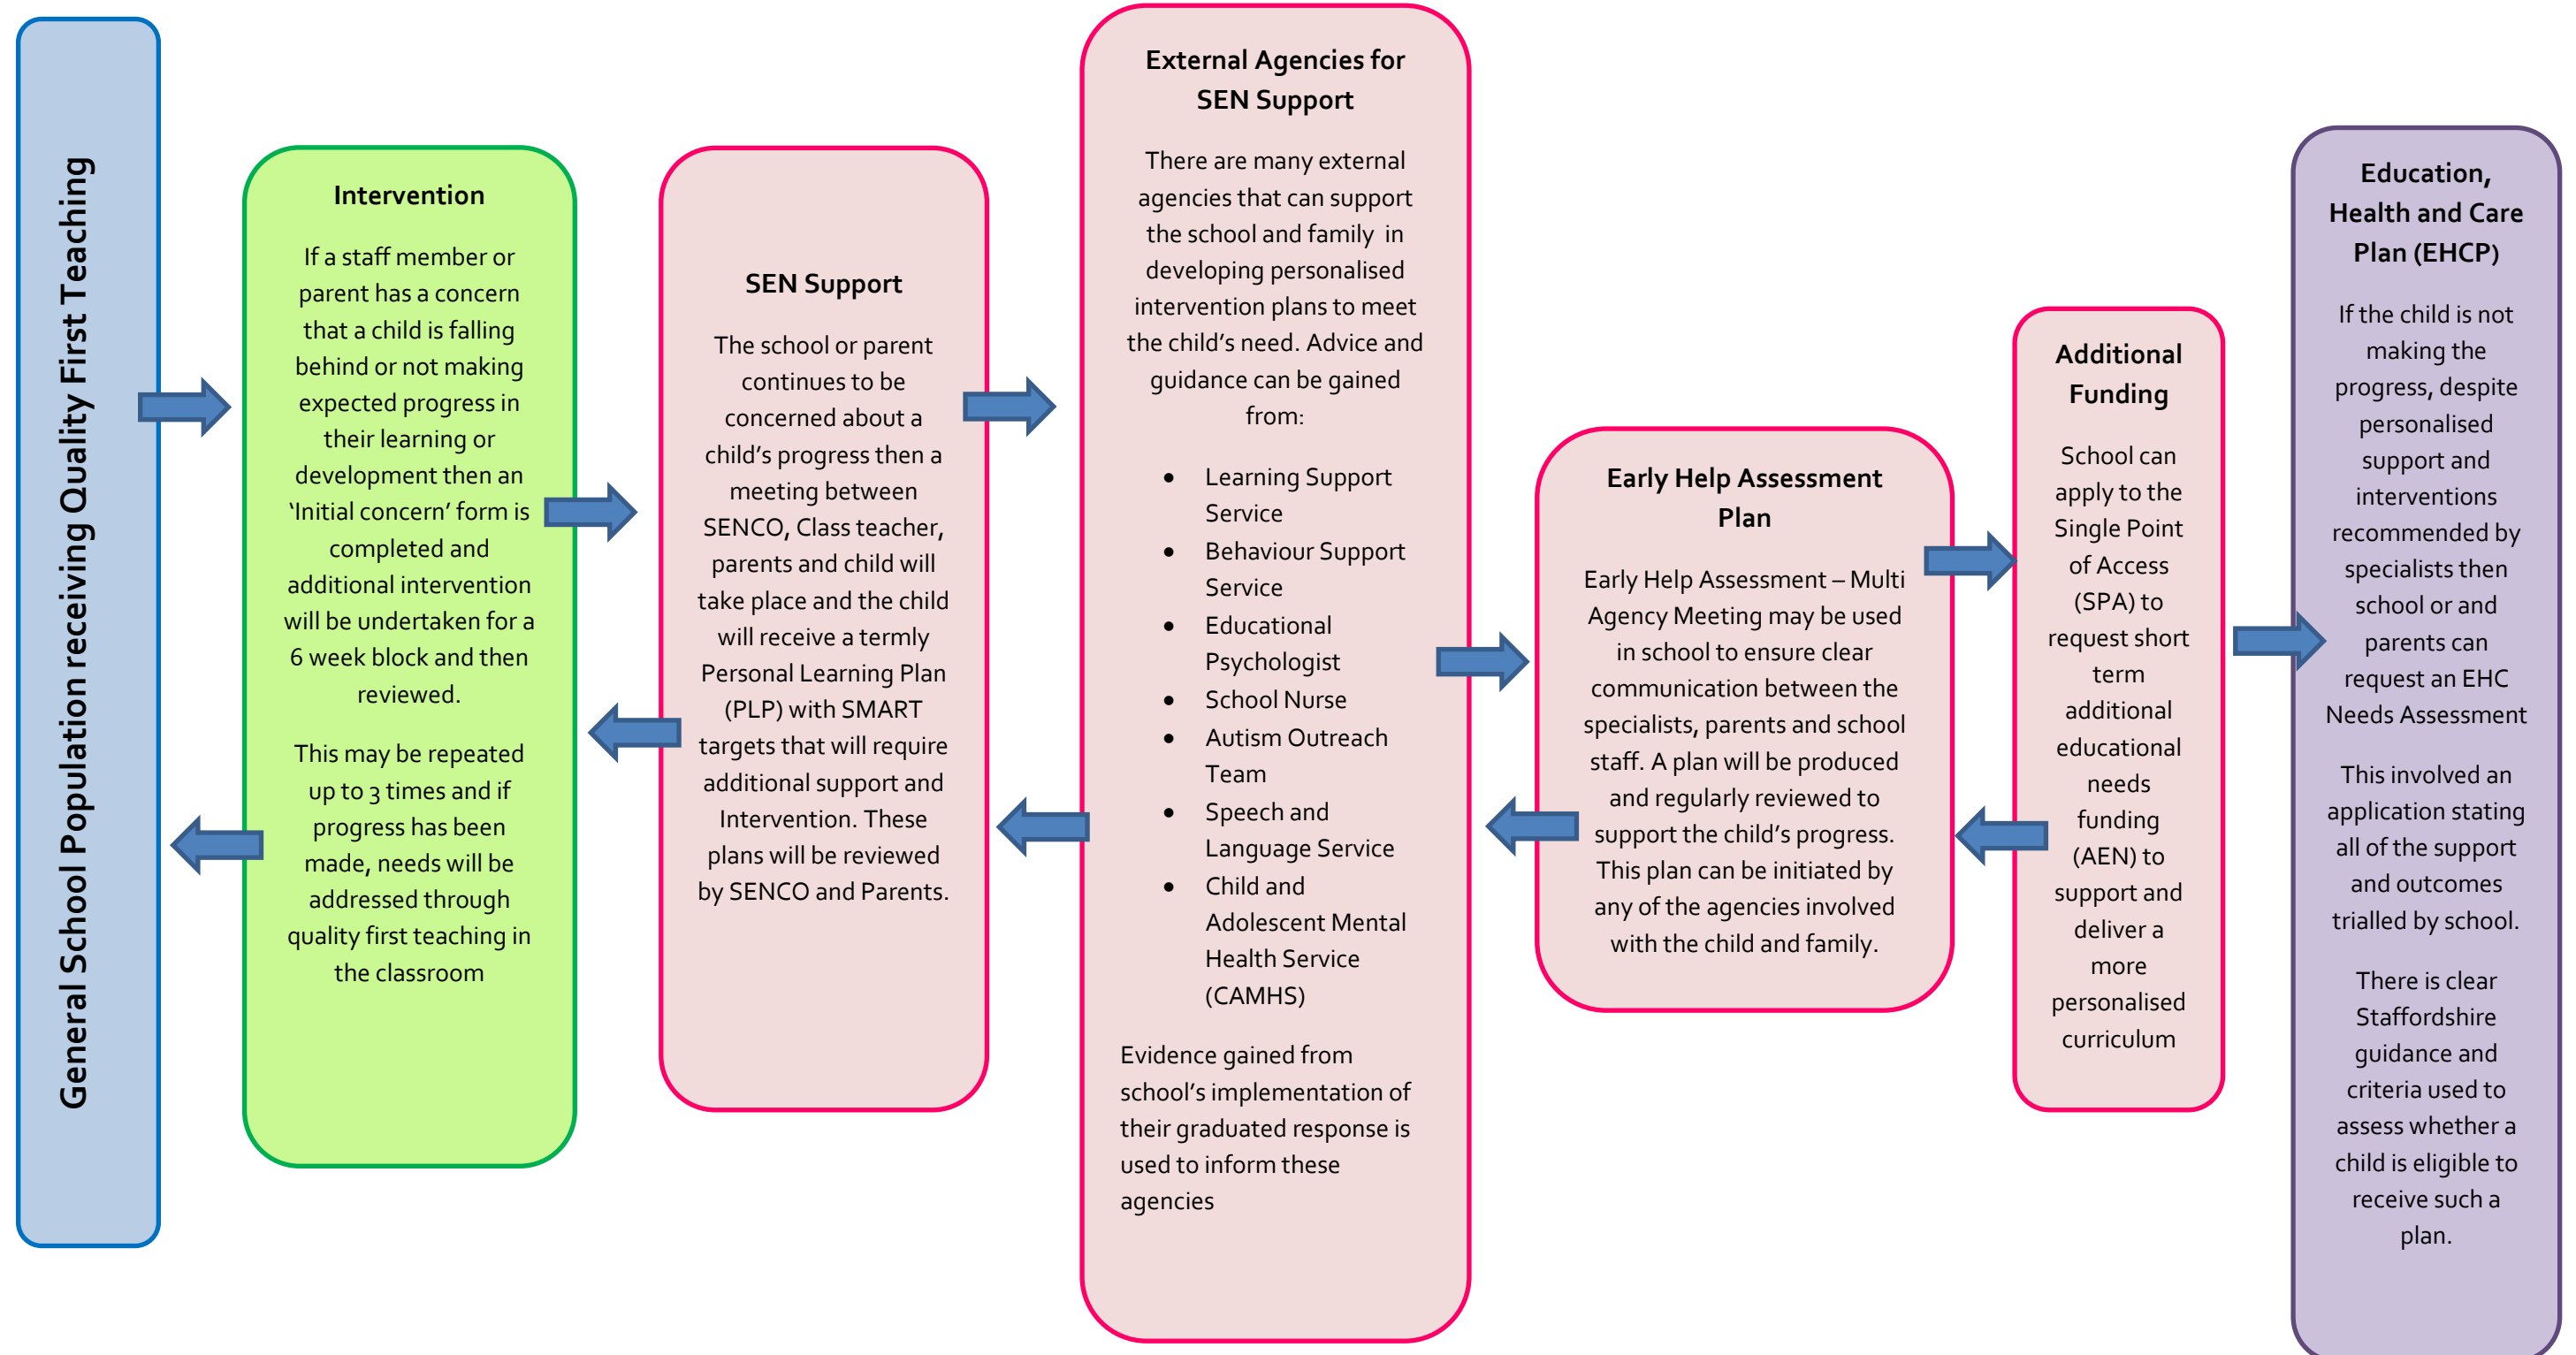 General School Population receiving Quality First Teaching
Intervention
If a staff member or
parent has a concern
that a child is falling
behind or not making
expected progress in
their learning or
development then an
‘Initial concern’ form is
completed and
additional intervention
will be undertaken for a
6 week block and then
reviewed.
This may be repeated
up to 3 times and if
progress has been
made, needs will be
addressed through
quality first teaching in
the classroom
SEN Support
The school or parent
continues to be
concerned about a
child’s progress then a
meeting between
SENCO, Class teacher,
parents and child will
take place and the child
will receive a termly
Personal Learning Plan
(PLP) with SMART
targets that will require
additional support and
Intervention. These
plans will be reviewed
by SENCO and Parents.
External Agencies for
SEN Support
There are many external
agencies that can support
the school and family  in
developing personalised
intervention plans to meet
the child’s need. Advice and
guidance can be gained
from:
• Learning Support
Service
• Behaviour Support
Service
• Educational
Psychologist
• School Nurse
• Autism Outreach
Team
• Speech and
Language Service
• Child and
Adolescent Mental
Health Service
(CAMHS)
Evidence gained from
school’s implementation of
their graduated response is
used to inform these
agencies
Early Help Assessment
Plan
Early Help Assessment – Multi
Agency Meeting may be used
in school to ensure clear
communication between the
specialists, parents and school
staff. A plan will be produced
and regularly reviewed to
support the child’s progress.
This plan can be initiated by
any of the agencies involved
with the child and family.
Additional
Funding
School can
apply to the
Single Point
of Access
(SPA) to
request short
term
additional
educational
needs
funding
(AEN) to
support and
deliver a
more
personalised
curriculum
Education,
Health and Care
Plan (EHCP)
If the child is not
making the
progress, despite
personalised
support and
interventions
recommended by
specialists then
school or and
parents can
request an EHC
Needs Assessment
This involved an
application stating
all of the support
and outcomes
trialled by school.
There is clear
Staffordshire
guidance and
criteria used to
assess whether a
child is eligible to
receive such a
plan.